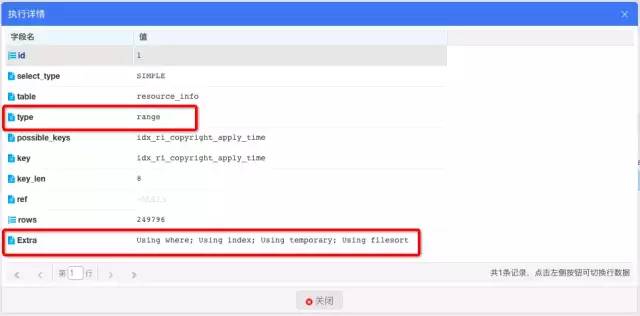 执行详情
字段名 值
id 1
select_type SIMPLE
table resource_info
type range
possible_keys idx_ri_copyright_apply_time
key idx_ri_copyright_apply_time
key_len 8
ref
rows 249796
Extra Using where; Using index; Using temporary; Using filesort
第 1 行
共1条记录，点击左侧按钮可切换行数据
关闭